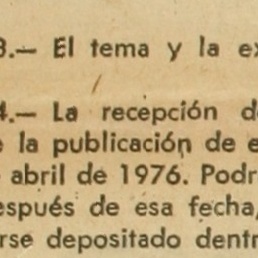 3.— El tema y la ex
4.— La recepción d
e la publicación de e
abril de 1976. Podr
espués de esa fecha,
rse depositado dent